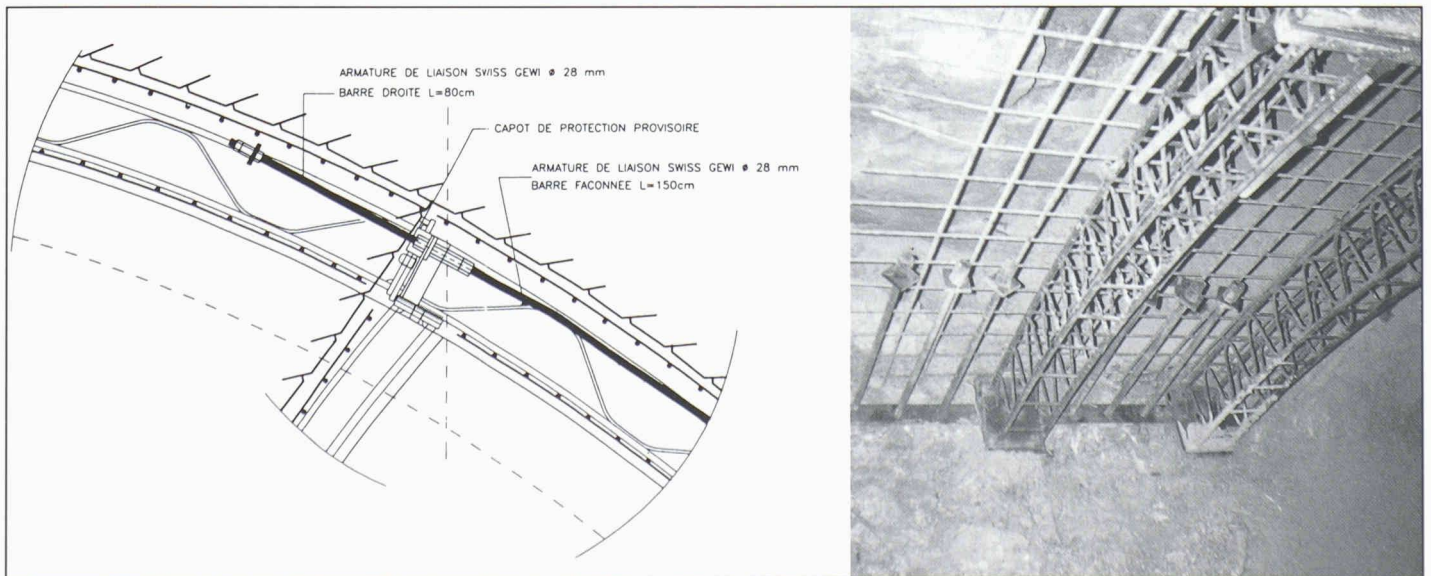 ARMATURE DE LIAISON SWISS GEWI ø 28 mm
BARRE DROITE L=80cm
CAPOT DE PROTECTION PROVISOIRE
ARMATURE DE LIAISON SWISS GEWI ø 28 mm
BARRE FACONNEE L=150cm